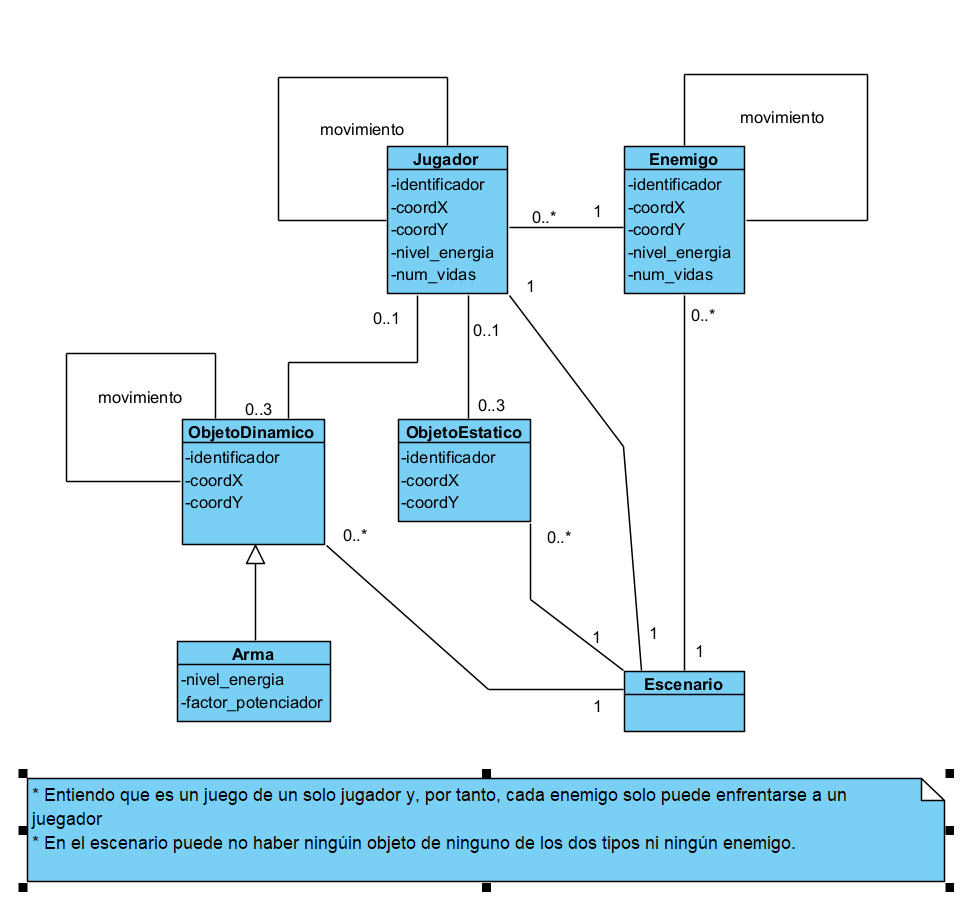 movimiento
movimiento
Jugador
-identificador
-coordX
-coordY
-nivel_energia
-num_vidas
Enemigo
-identificador
-coordX
-coordY
-nivel_energia
-num_vidas
0..*
1
1
0..1
0..1
0..*
movimiento
0..3
0..3
ObjetoDinamico
-identificador
-coordX
-coordY
ObjetoEstatico
-identificador
-coordX
-coordY
0..*
0..*
1
1
1
Arma
-nivel_energia
-factor_potenciador
Escenario
1
* Entiendo que es un juego de un solo jugador y, por tanto, cada enemigo solo puede enfrentarse a un
juegador
* En el escenario puede no haber ningúin objeto de ninguno de los dos tipos ni ningún enemigo.